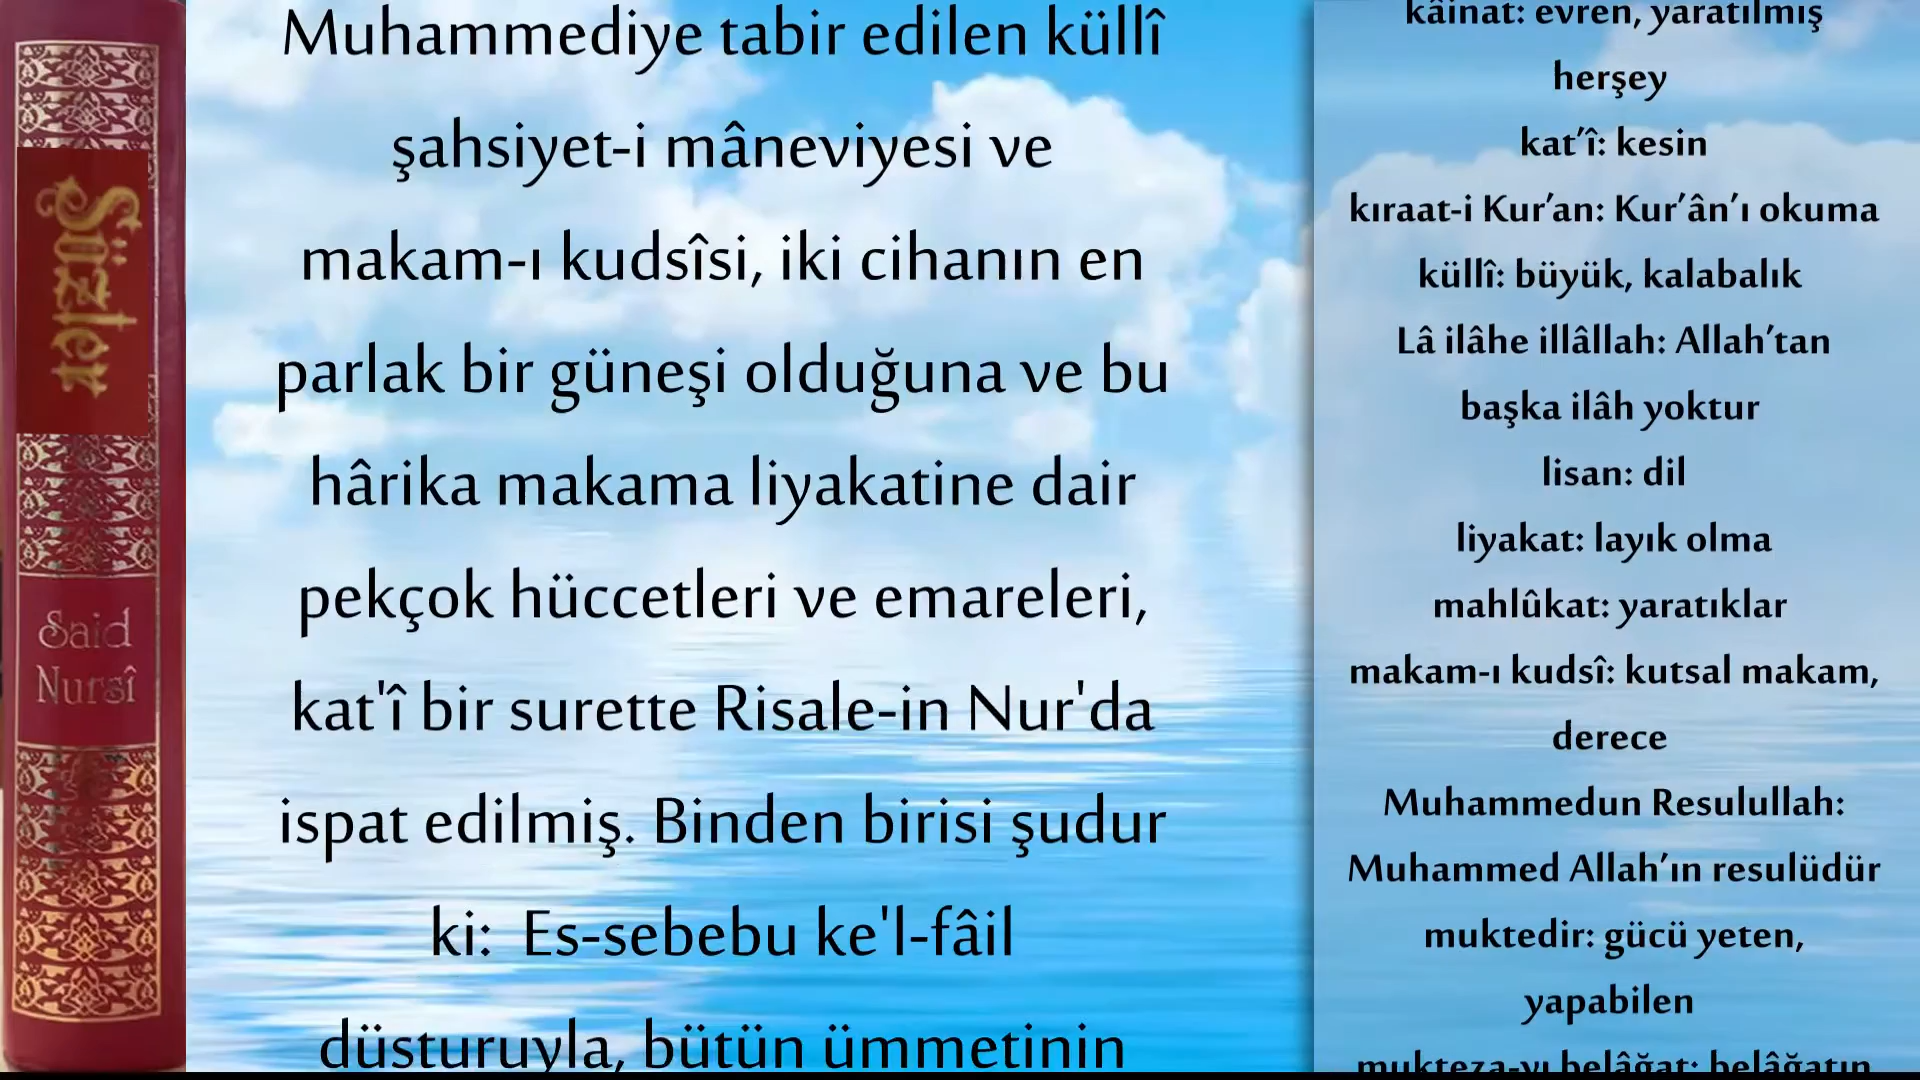 Sözler
Said
Nursî
Muhammediye tabir edilen küllî
şahsiyet-i mâneviyesi ve
makam-ı kudsîsi, iki cihanın en
parlak bir güneşi olduğuna ve bu
hârika makama liyakatine dair
pekçok hüccetleri ve emareleri,
kat'î bir surette Risale-in Nur'da
ispat edilmiş. Binden birisi şudur
ki:  Es-sebebu ke'l-fâil
düsturuyla, bütün ümmetinin
kâinat: evren, yaratılmış
herşey
kat’î: kesin
kıraat-i Kur’an: Kur’ân’ı okuma
küllî: büyük, kalabalık
Lâ ilâhe illâllah: Allah’tan
başka ilâh yoktur
lisan: dil
liyakat: layık olma
mahlûkat: yaratıklar
makam-ı kudsî: kutsal makam,
derece
Muhammedun Resulullah:
Muhammed Allah’ın resulüdür
muktedir: gücü yeten,
yapabilen
mukteza-yı belâğat: belâğatın